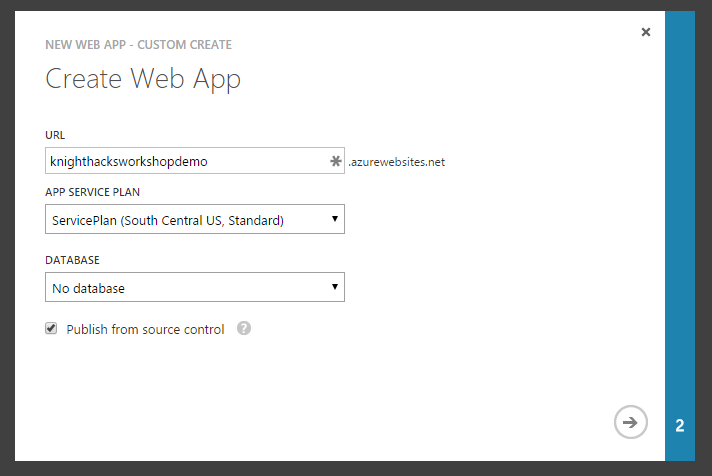 NEW WEB APP - CUSTOM CREATE
Create Web App
URL
knighthacksworkshopdemo
.azurewebsites.net
APP SERVICE PLAN
ServicePlan (South Central US, Standard)
DATABASE
No database
Publish from source control ?
2